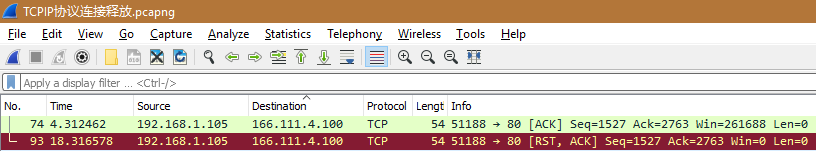 TCPIP协议连接释放.pcapng
File Edit View Go Capture Analyze Statistics Telephony Wireless Tools Help
Apply a display filter ... <Ctrl-/>
No. Time Source Destination Protocol Lengt Info
74 4.312462 192.168.1.105 166.111.4.100 TCP 54 51188 → 80 [ACK] Seq=1527 Ack=2763 Win=261688 Len=0
93 18.316578 192.168.1.105 166.111.4.100 TCP 54 51188 → 80 [RST, ACK] Seq=1527 Ack=2763 Win=0 Len=0